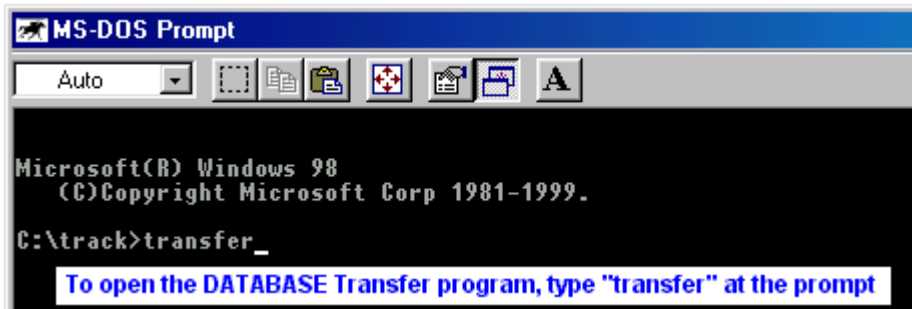 MS-DOS Prompt
Auto
A
Microsoft(R) Windows 98
(C)Copyright Microsoft Corp 1981-1999.
C:\track>transfer_
To open the DATABASE Transfer program, type "transfer" at the prompt